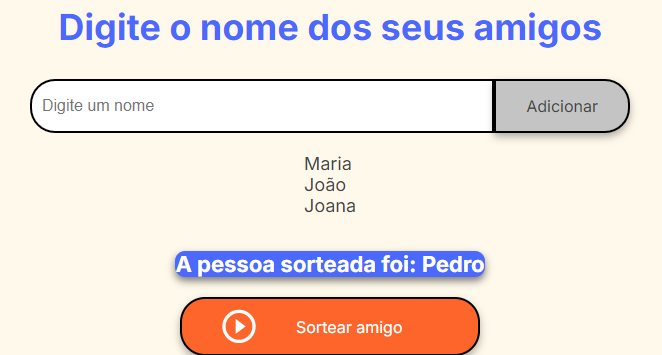 Digite o nome dos seus amigos
Digite um nome
Adicionar
Maria
João
Joana
A pessoa sorteada foi: Pedro
Sortear amigo